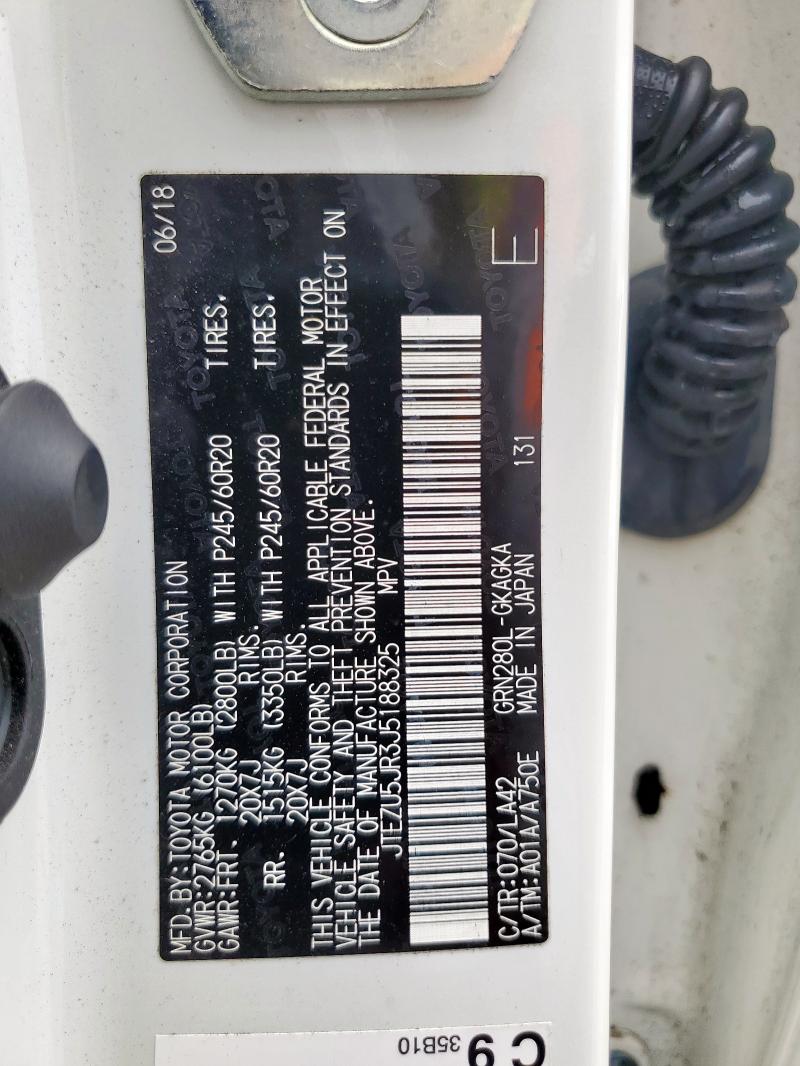 MFD.BY:TOYOTA MOTOR CORPORATION 06/18
GVWR:2765KG (6100LB)
GAWR:FRT. 1270KG (2800LB) WITH P245/60R20 TIRES.
20X7J RIMS.
RR. 1515KG (3350LB) WITH P245/60R20 TIRES.
20X7J RIMS.
THIS VEHICLE CONFORMS TO ALL APPLICABLE FEDERAL MOTOR
VEHICLE SAFETY AND THEFT PREVENTION STANDARDS IN EFFECT ON
THE DATE OF MANUFACTURE SHOWN ABOVE.
JTEZU5JR3J5188325 MPV
C/TR:070/LA42 GRN280L-GKAGKA
A/TM:A01A/A750E MADE IN JAPAN 131 E
C9
35B10